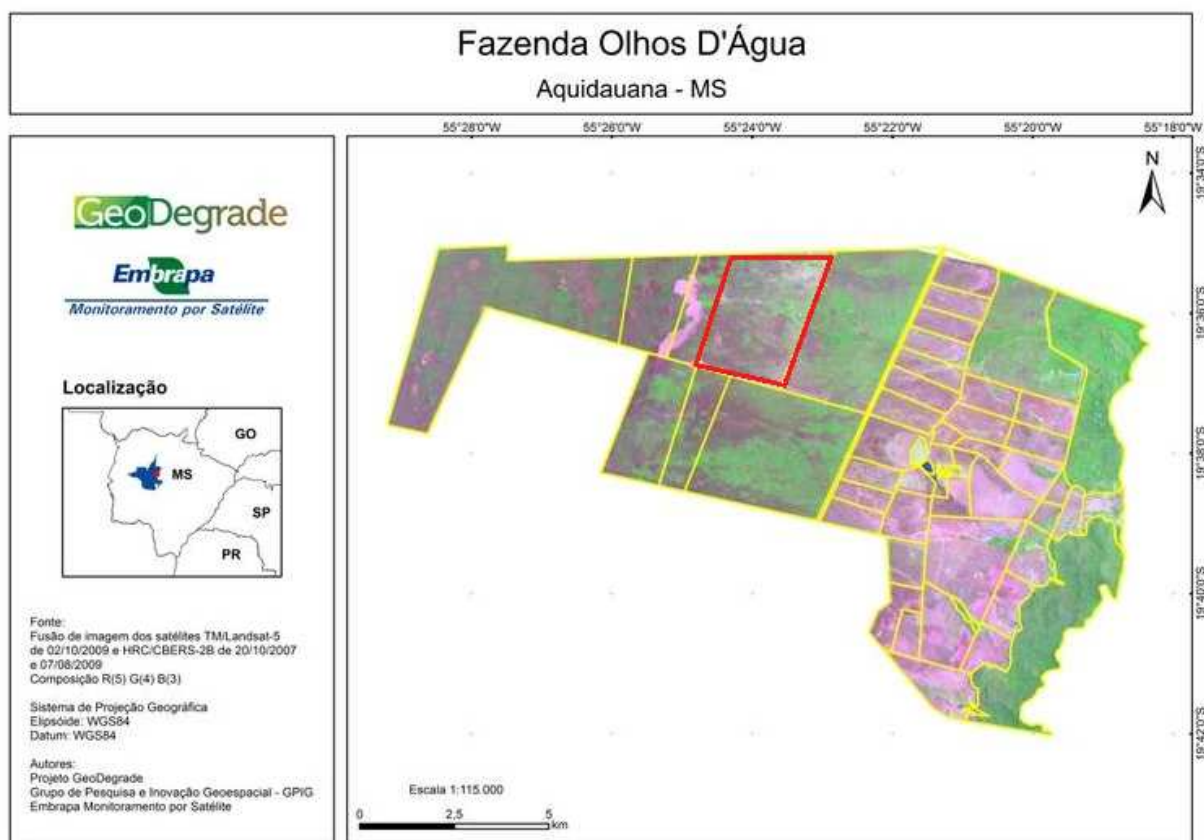 Fazenda Olhos D'Água
Aquidauana - MS
GeoDegrade
Embrapa
Monitoramento por Satélite
Localização
GO
MS
SP
PR
Fonte:
Fusão de imagem dos satélites TM/Landsat-5
de 02/10/2009 e HRC/CBERS-2B de 20/10/2007
e 07/08/2009
Composição R(5) G(4) B(3)
Sistema de Projeção Geográfica
Elipsóide: WGS84
Datum: WGS84
Autores:
Projeto GeoDegrade
Grupo de Pesquisa e Inovação Geoespacial - GPIG
Embrapa Monitoramento por Satélite
55°28'0"W 55°26'0"W 55°24'0"W 55°22'0"W 55°20'0"W 55°18'0"W
N
19°34'0"S
19°36'0"S
19°38'0"S
19°40'0"S
19°42'0"S
Escala 1:115.000
0 2,5 5
km